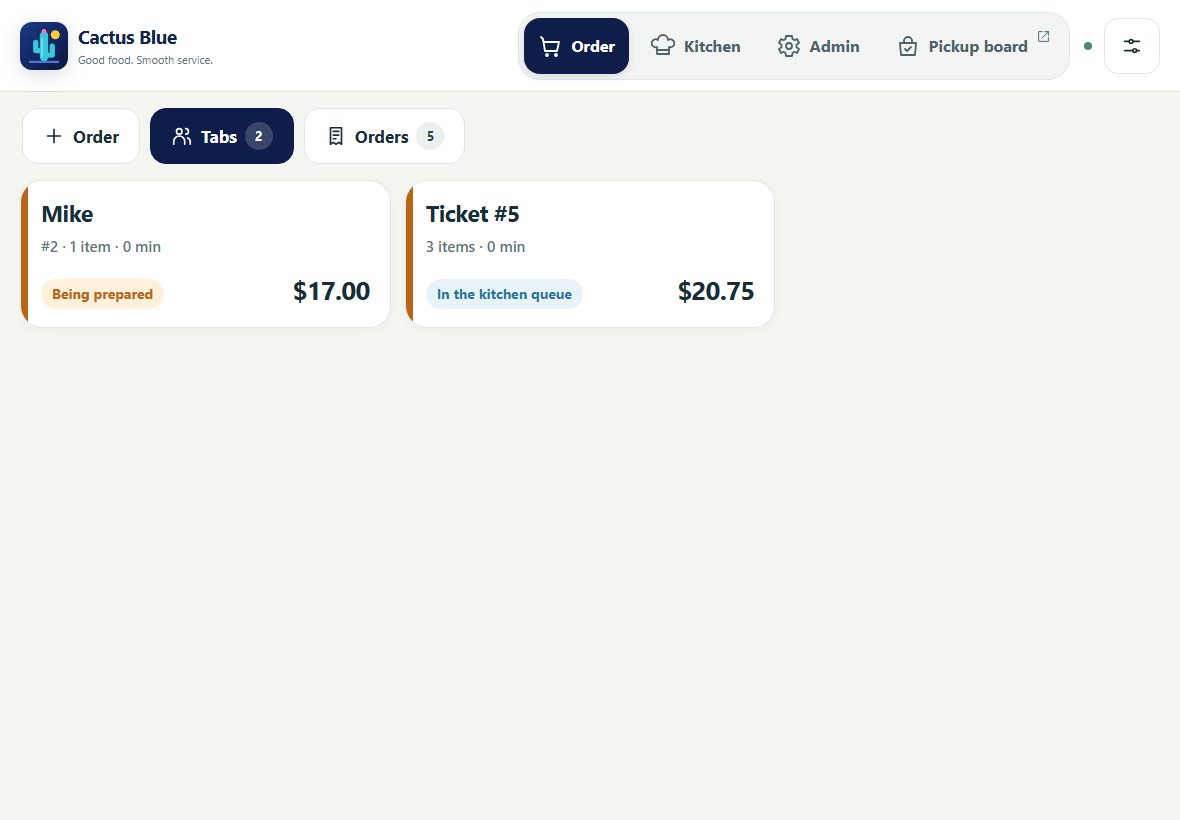 Cactus Blue
Good food. Smooth service.
Order
Kitchen
Admin
Pickup board
Order
Tabs 2
Orders 5
Mike
#2 · 1 item · 0 min
Being prepared
$17.00
Ticket #5
3 items · 0 min
In the kitchen queue
$20.75